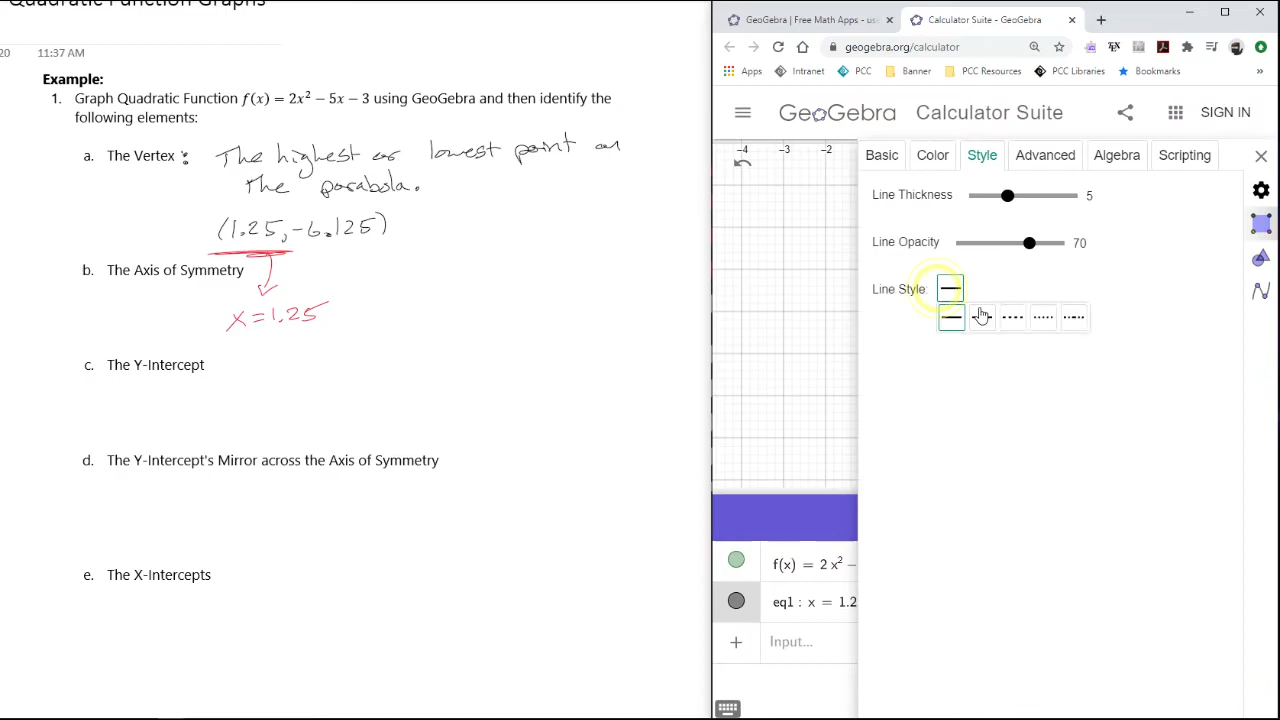 Quadratic Function Graphs
20 11:37 AM
Example:
1. Graph Quadratic Function f(x) = 2x² − 5x − 3 using GeoGebra and then identify the
following elements:
a. The Vertex : The highest or lowest point on
the parabola.
(1.25, -6.125)
b. The Axis of Symmetry
x = 1.25
c. The Y-Intercept
d. The Y-Intercept's Mirror across the Axis of Symmetry
e. The X-Intercepts
GeoGebra | Free Math Apps - use
Calculator Suite - GeoGebra
geogebra.org/calculator
Apps Intranet PCC Banner PCC Resources PCC Libraries Bookmarks »
GeoGebra Calculator Suite SIGN IN
−4 −3 −2
Basic Color Style Advanced Algebra Scripting
Line Thickness 5
Line Opacity 70
Line Style:
f(x) = 2 x² −
eq1 : x = 1.2
+ Input...